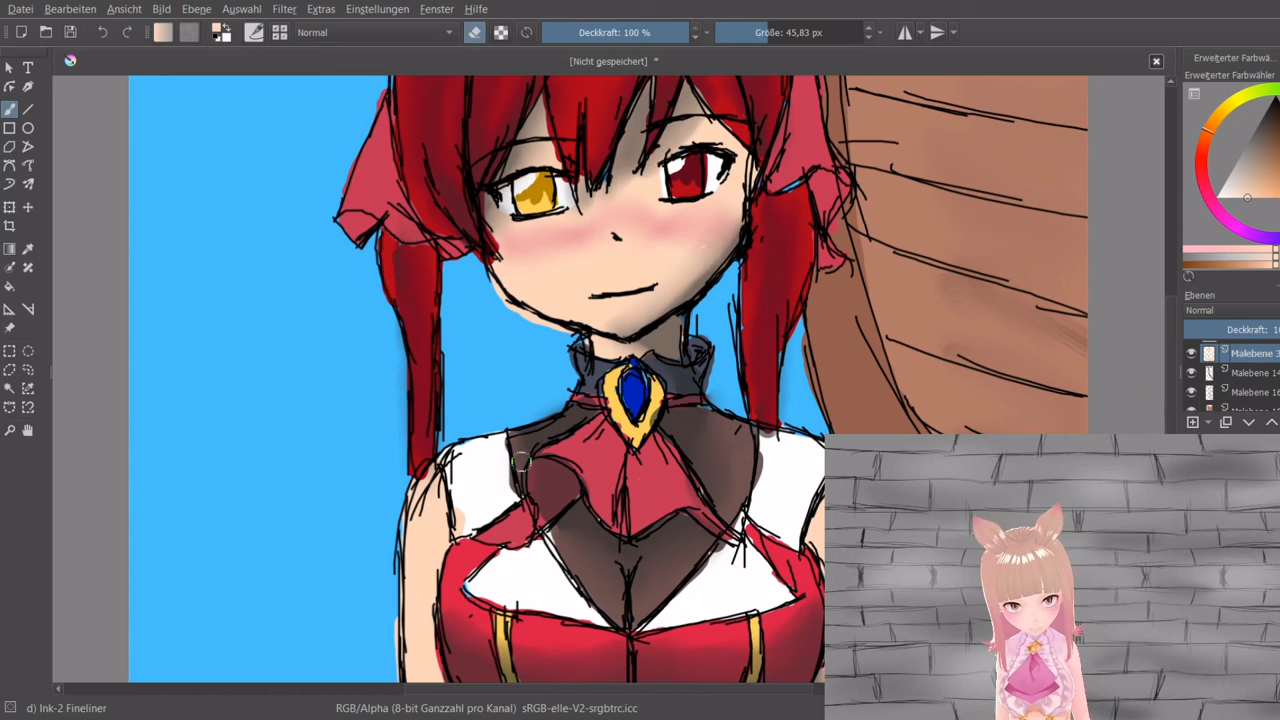 Datei Bearbeiten Ansicht Bild Ebene Auswahl Filter Extras Einstellungen Fenster Hilfe
Normal Deckkraft: 100 % Größe: 45,83 px
[Nicht gespeichert] *
Erweiterter Farbwä...
Erweiterter Farbwähler
Ebenen
Normal
Deckkraft: 10
Malebene 3
Malebene 14
Malebene 16
d) Ink-2 Fineliner RGB/Alpha (8-bit Ganzzahl pro Kanal) sRGB-elle-V2-srgbtrc.icc